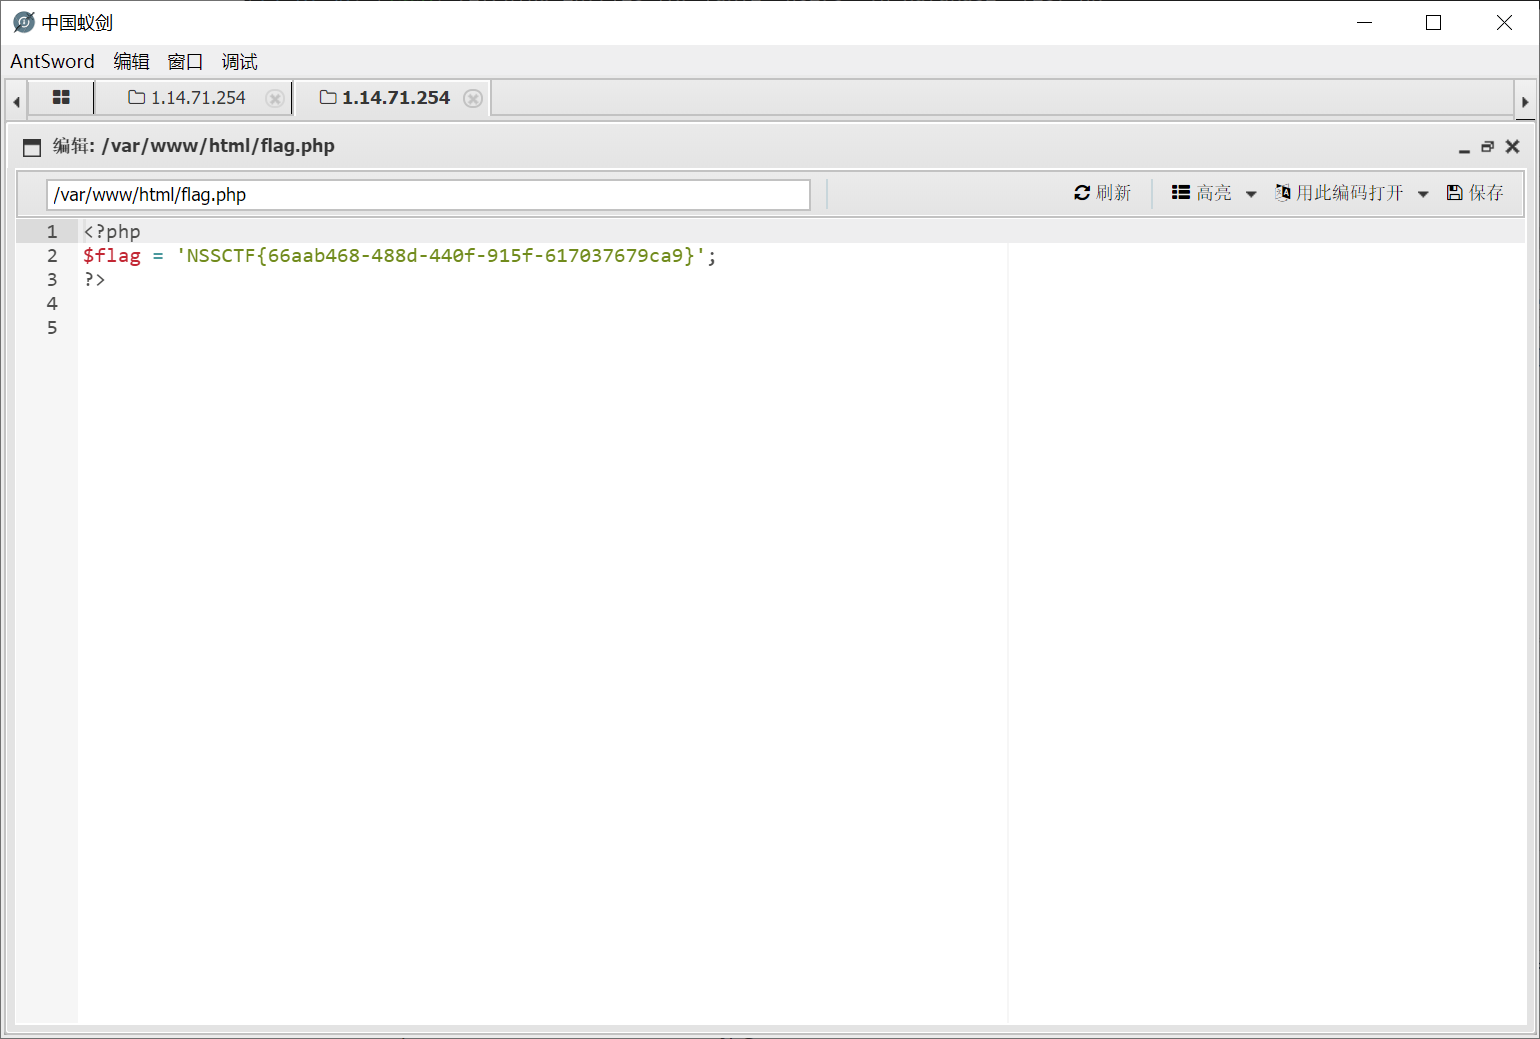 中国蚁剑
AntSword 编辑 窗口 调试
1.14.71.254 1.14.71.254
编辑: /var/www/html/flag.php
/var/www/html/flag.php 刷新 高亮 用此编码打开 保存
1 <?php
2 $flag = 'NSSCTF{66aab468-488d-440f-915f-617037679ca9}';
3 ?>
4
5